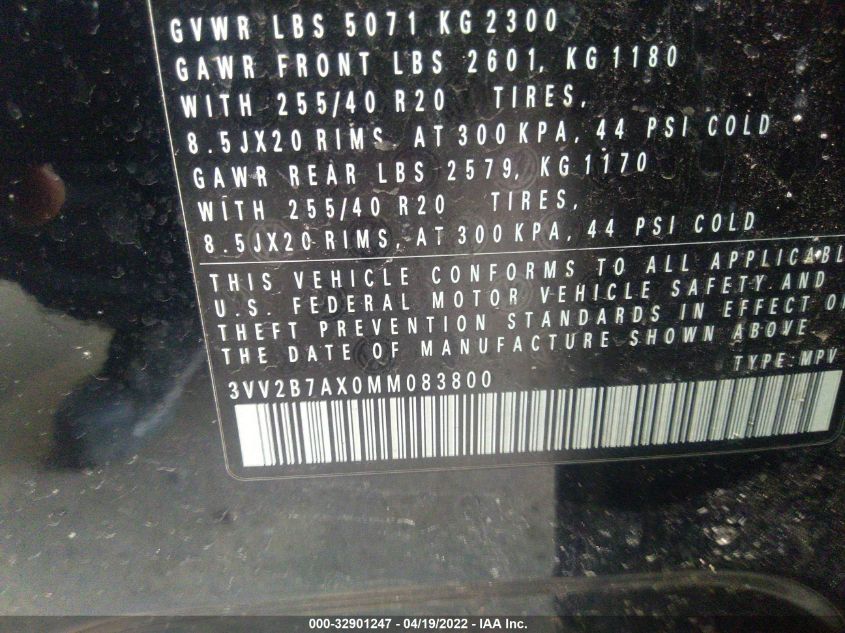 GVWR LBS 5071 KG 2300
GAWR FRONT LBS 2601, KG 1180
WITH 255/40 R20 TIRES,
8.5JX20 RIMS, AT 300 KPA, 44 PSI COLD
GAWR REAR LBS 2579, KG 1170
WITH 255/40 R20 TIRES,
8.5JX20 RIMS, AT 300 KPA, 44 PSI COLD
THIS VEHICLE CONFORMS TO ALL APPLICABL
U.S. FEDERAL MOTOR VEHICLE SAFETY AND
THEFT PREVENTION STANDARDS IN EFFECT O
THE DATE OF MANUFACTURE SHOWN ABOVE
TYPE: MPV
3VV2B7AX0MM083800
000-32901247 - 04/19/2022 - IAA Inc.